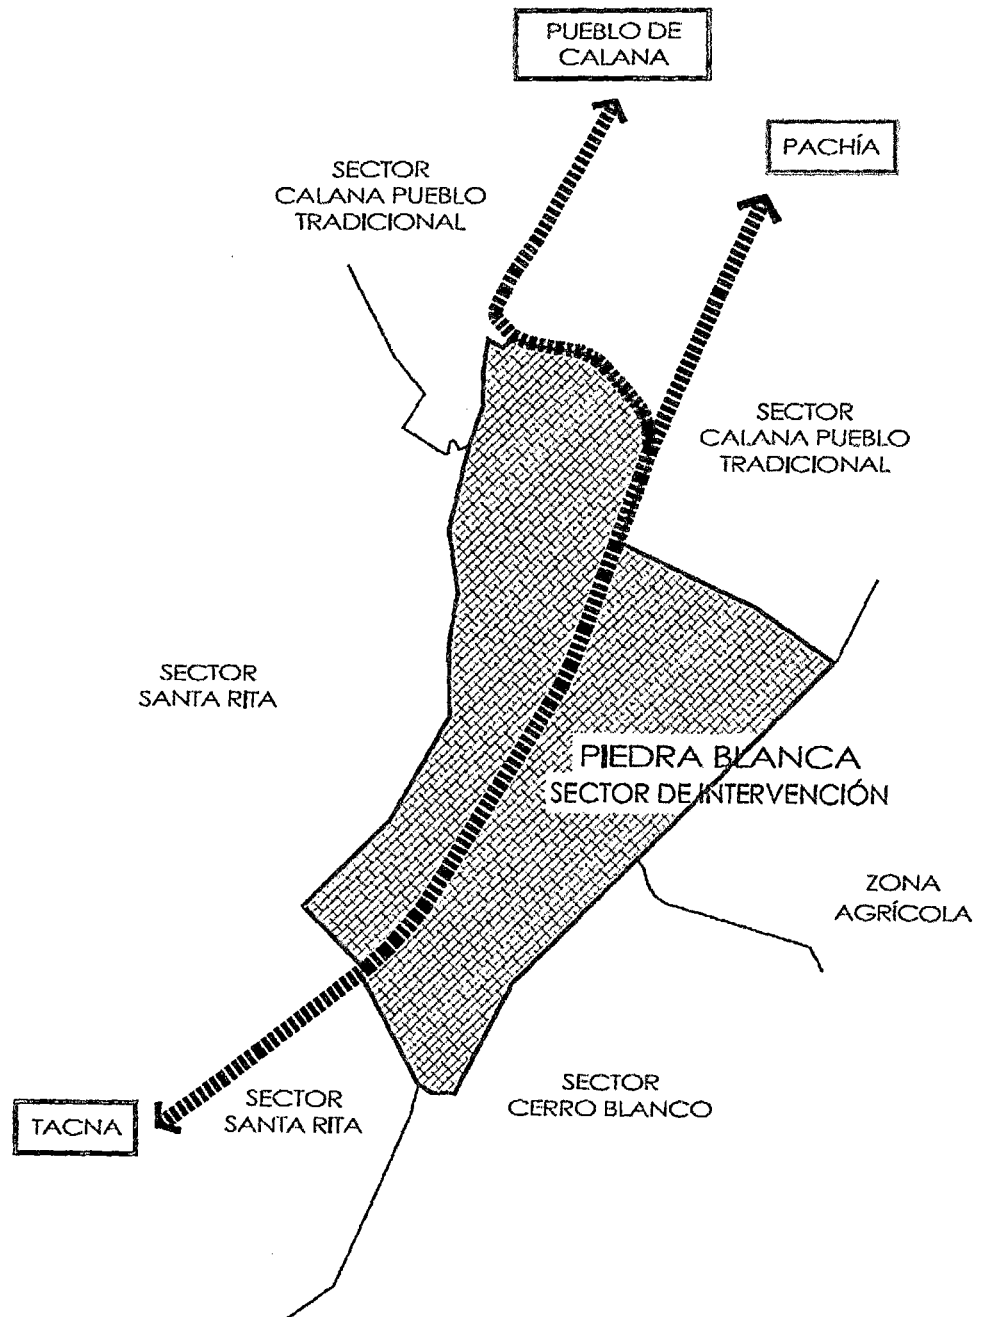 PUEBLO DE
CALANA
PACHÍA
SECTOR
CALANA PUEBLO
TRADICIONAL
SECTOR
CALANA PUEBLO
TRADICIONAL
SECTOR
SANTA RITA
PIEDRA BLANCA
SECTOR DE INTERVENCIÓN
ZONA
AGRÍCOLA
SECTOR
CERRO BLANCO
SECTOR
SANTA RITA
TACNA